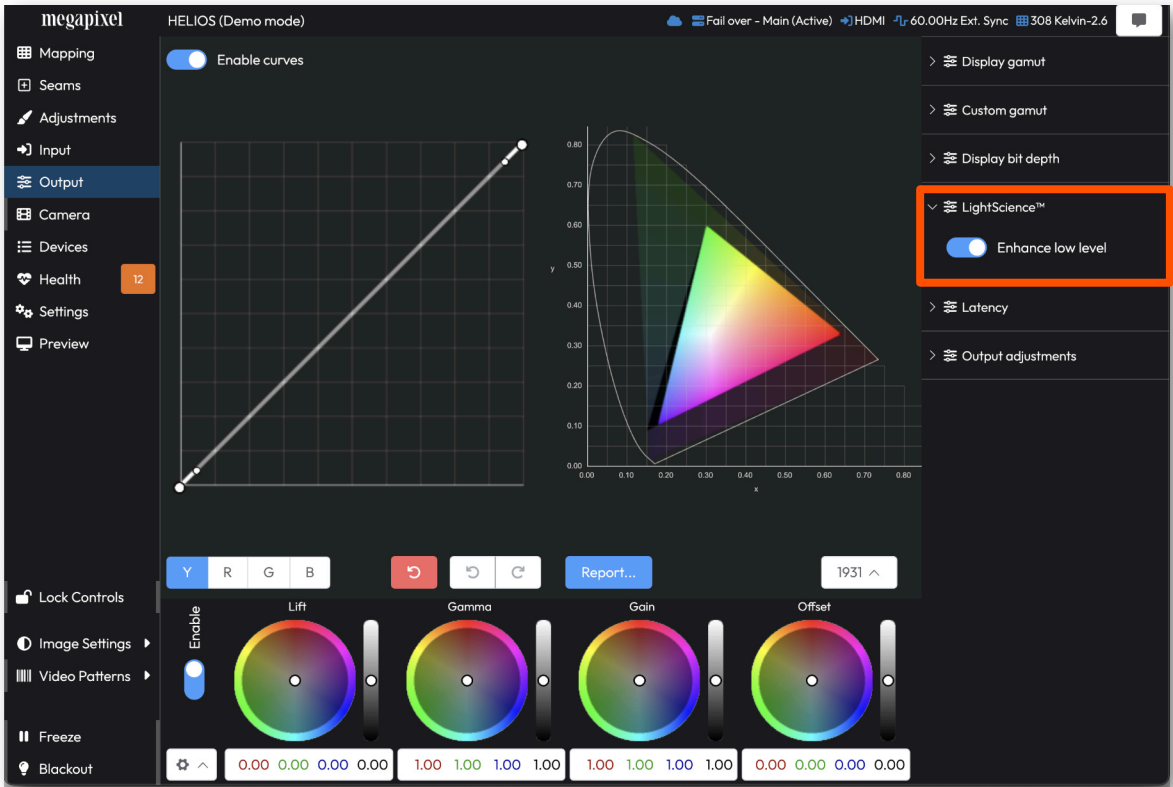 megapixel
HELIOS (Demo mode)
Fail over - Main (Active) HDMI 60.00Hz Ext. Sync 308 Kelvin-2.6
Mapping
Seams
Adjustments
Input
Output
Camera
Devices
Health 12
Settings
Preview
Lock Controls
Image Settings
Video Patterns
Freeze
Blackout
Enable curves
0.80
0.70
0.60
y 0.50
0.40
0.30
0.20
0.10
0.00
0.00 0.10 0.20 0.30 0.40 0.50 0.60 0.70 0.80
x
Y R G B
Report...
1931
Enable
Lift Gamma Gain Offset
0.00 0.00 0.00 0.00 1.00 1.00 1.00 1.00 1.00 1.00 1.00 1.00 0.00 0.00 0.00 0.00
Display gamut
Custom gamut
Display bit depth
LightScience™
Enhance low level
Latency
Output adjustments